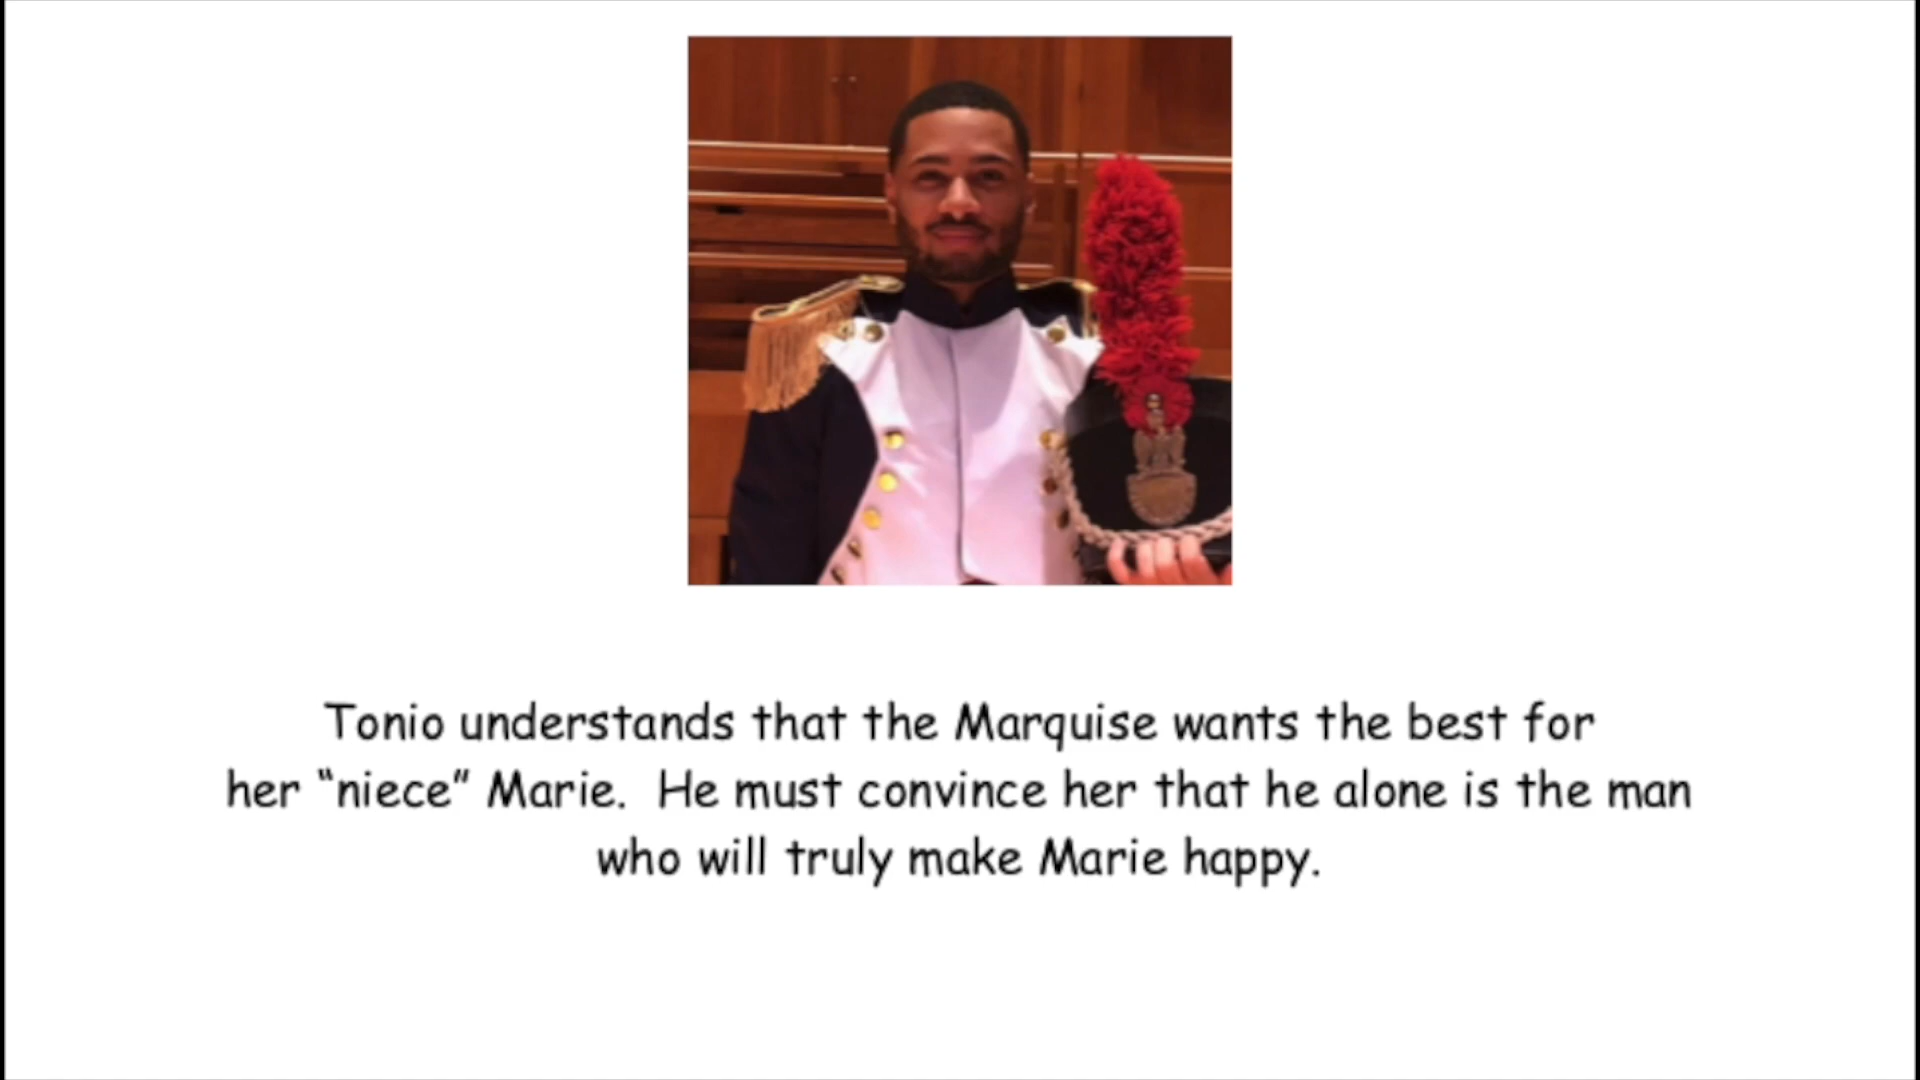 Tonio understands that the Marquise wants the best for
her “niece” Marie.  He must convince her that he alone is the man
who will truly make Marie happy.